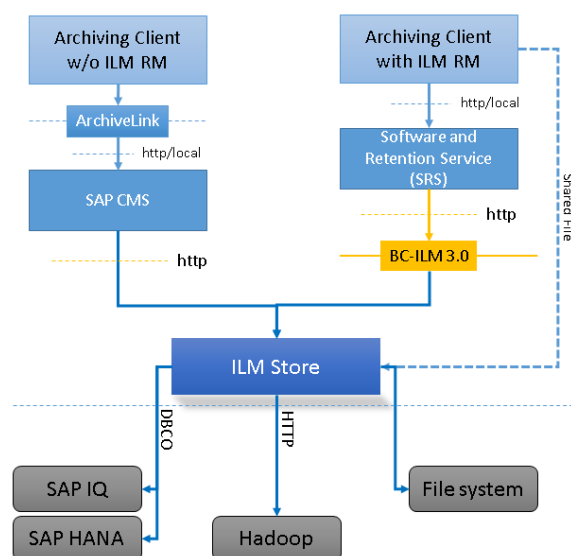 Archiving Client
w/o ILM RM
Archiving Client
with ILM RM
http/local
ArchiveLink
http/local
Software and
Retention Service
(SRS)
Shared File
SAP CMS
http
http
BC-ILM 3.0
ILM Store
DBCO
HTTP
SAP IQ
File system
SAP HANA
Hadoop